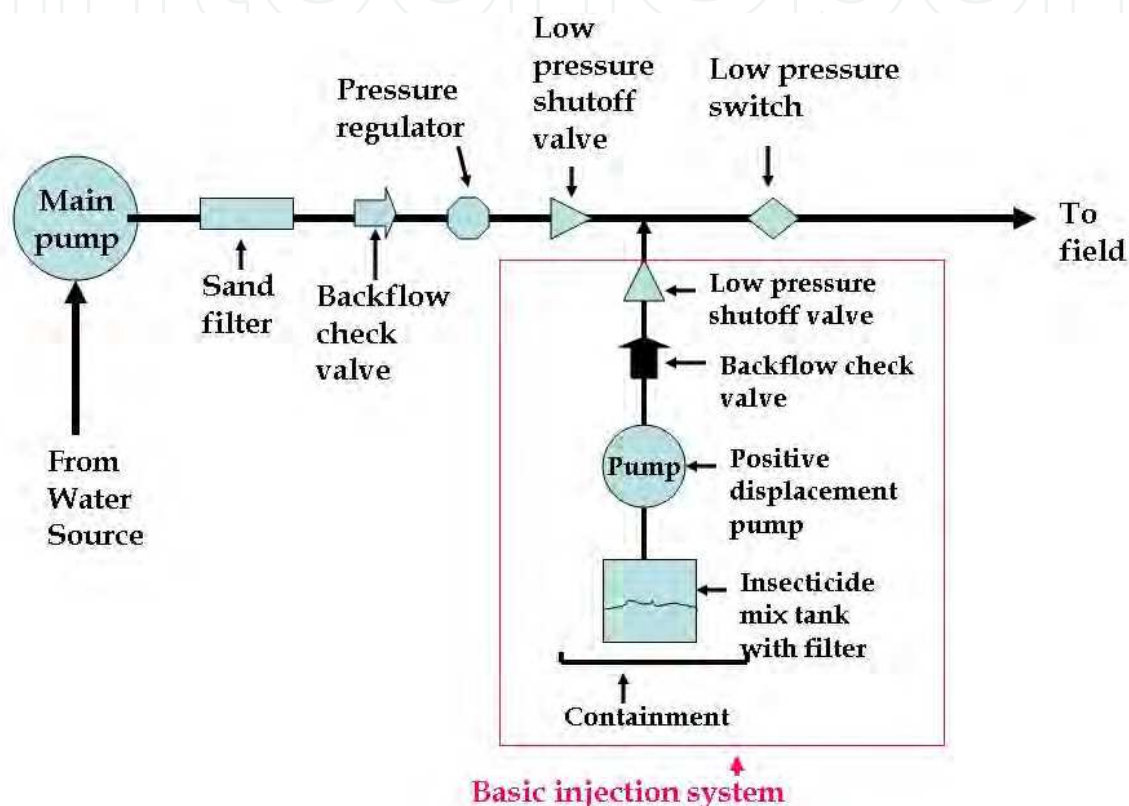 Low
pressure
shutoff
valve
Low pressure
switch
Pressure
regulator
Main
pump
To
field
Sand
filter
Backflow
check
valve
From
Water
Source
Low pressure
shutoff valve
Backflow check
valve
Pump
Positive
displacement
pump
Insecticide
mix tank
with filter
Containment
Basic injection system